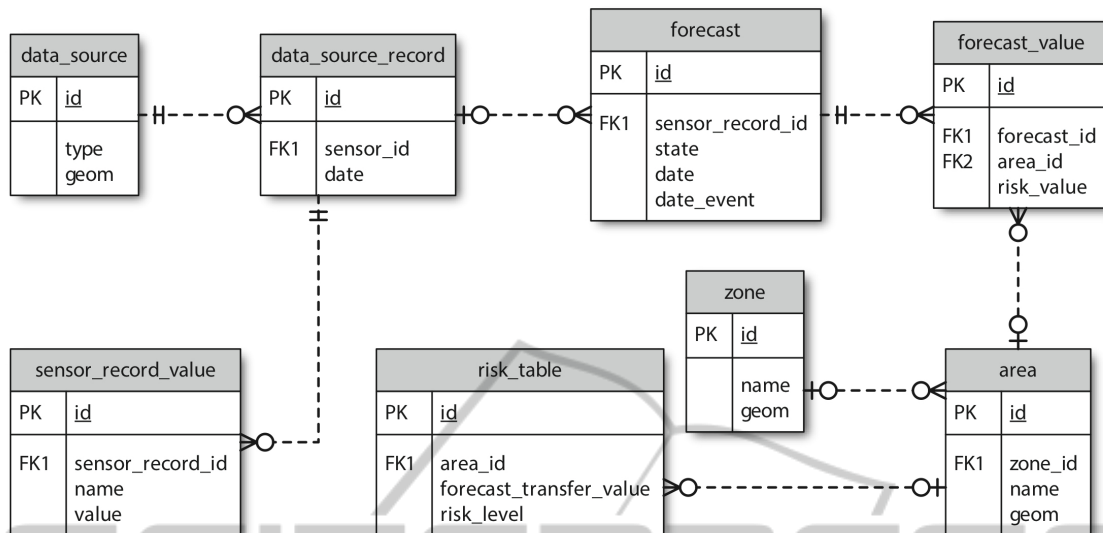 data_source
PK id
type
geom
data_source_record
PK id
FK1 sensor_id
date
forecast
PK id
FK1 sensor_record_id
state
date
date_event
forecast_value
PK id
FK1 forecast_id
FK2 area_id
risk_value
zone
PK id
name
geom
sensor_record_value
PK id
FK1 sensor_record_id
name
value
risk_table
PK id
FK1 area_id
forecast_transfer_value
risk_level
area
PK id
FK1 zone_id
name
geom